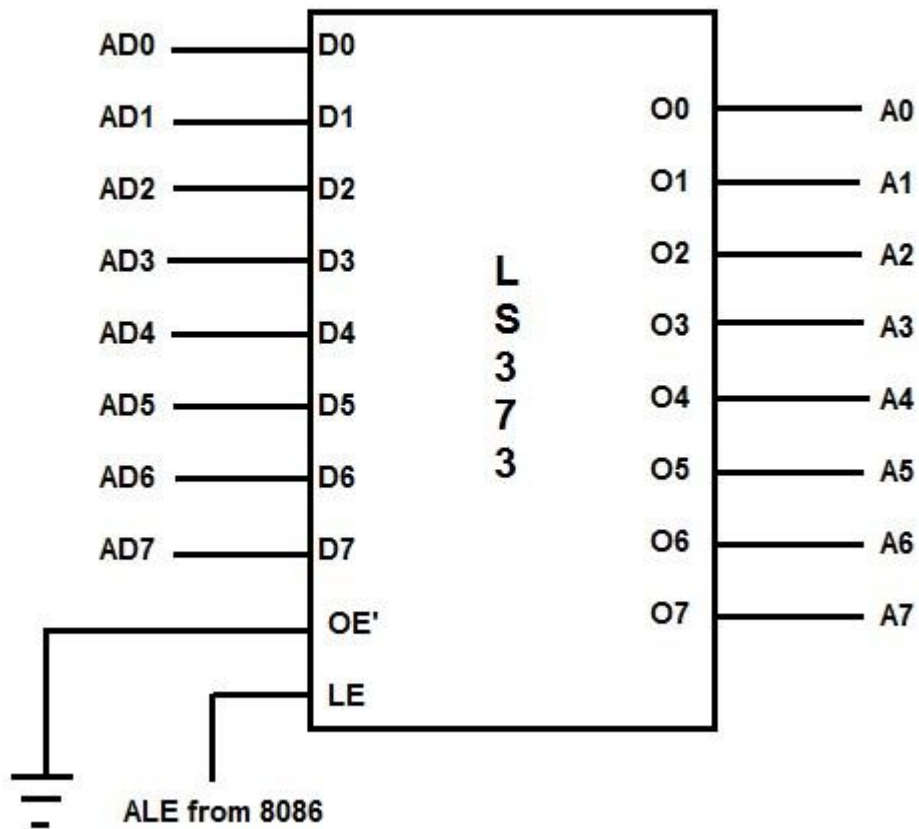 AD0 D0
O0 A0
AD1 D1
O1 A1
AD2 D2
O2 A2
AD3 D3
O3 A3
AD4 D4
O4 A4
AD5 D5
O5 A5
AD6 D6
O6 A6
AD7 D7
O7 A7
L
S
3
7
3
OE'
LE
ALE from 8086